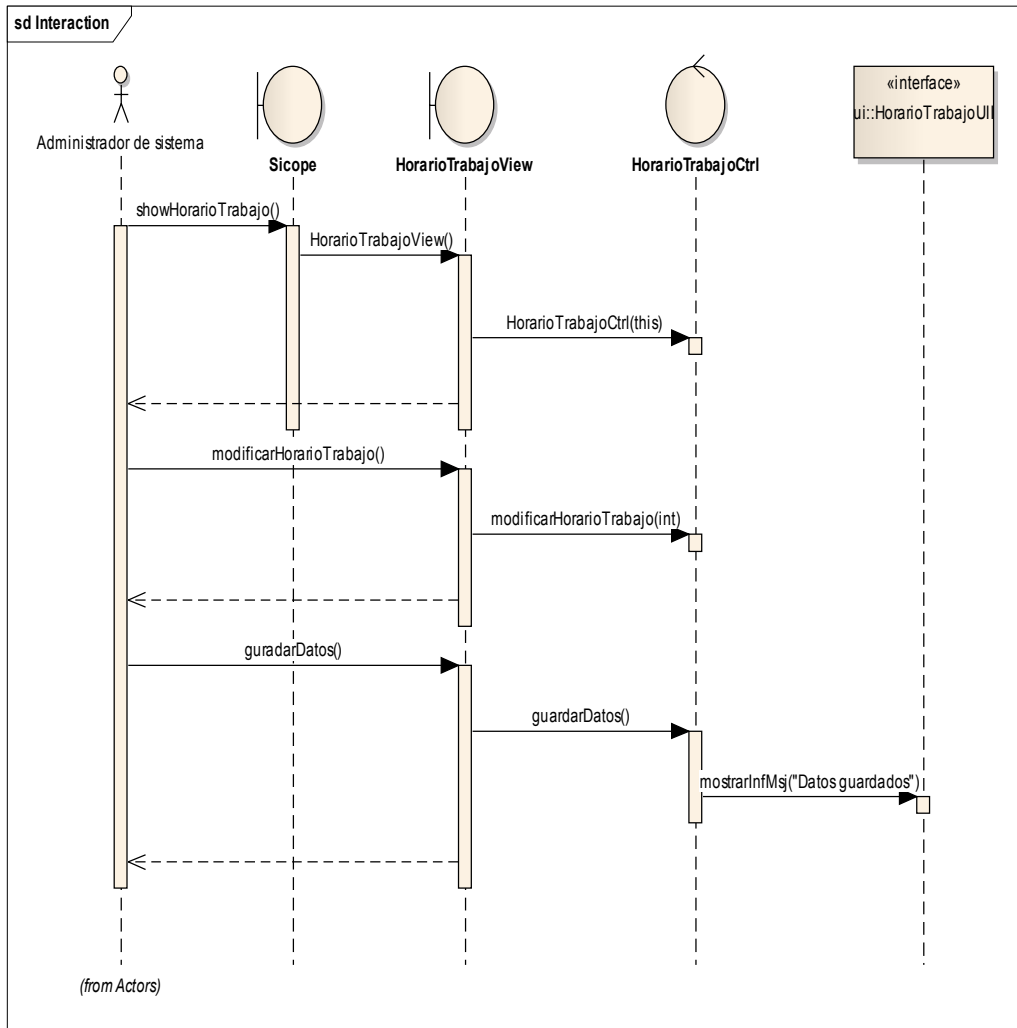 sd Interaction
«interface»
ui::HorarioTrabajoUII
Administrador de sistema
Sicope
HorarioTrabajoView
HorarioTrabajoCtrl
showHorarioTrabajo()
HorarioTrabajoView()
HorarioTrabajoCtrl(this)
modificarHorarioTrabajo()
modificarHorarioTrabajo(int)
guradarDatos()
guardarDatos()
mostrarInfMsj("Datos guardados")
(from Actors)